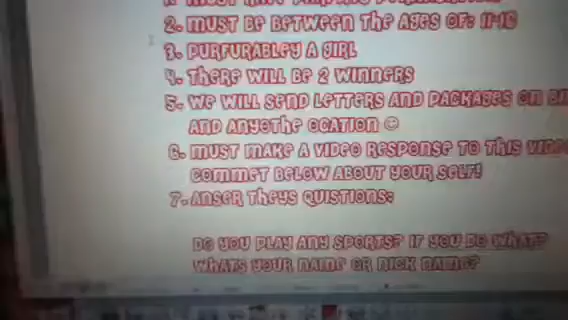 2. MUST BE BETWEEN THE AGES OF: 11-16
3. PURFURABLEY A GIRL
4. THERE WILL BE 2 WINNERS
5. WE WILL SEND LETTERS AND PACKAGES ON
AND ANYOTHE OCATION ☺
6. MUST MAKE A VIDEO RESPONSE TO THIS
COMMET BELOW ABOUT YOUR SELF!
7. ANSER THEYS QUISTIONS:
DO YOU PLAY ANY SPORTS? IF YOU DO WHAT?
WHATS YOUR NAME OR NICK NAME?